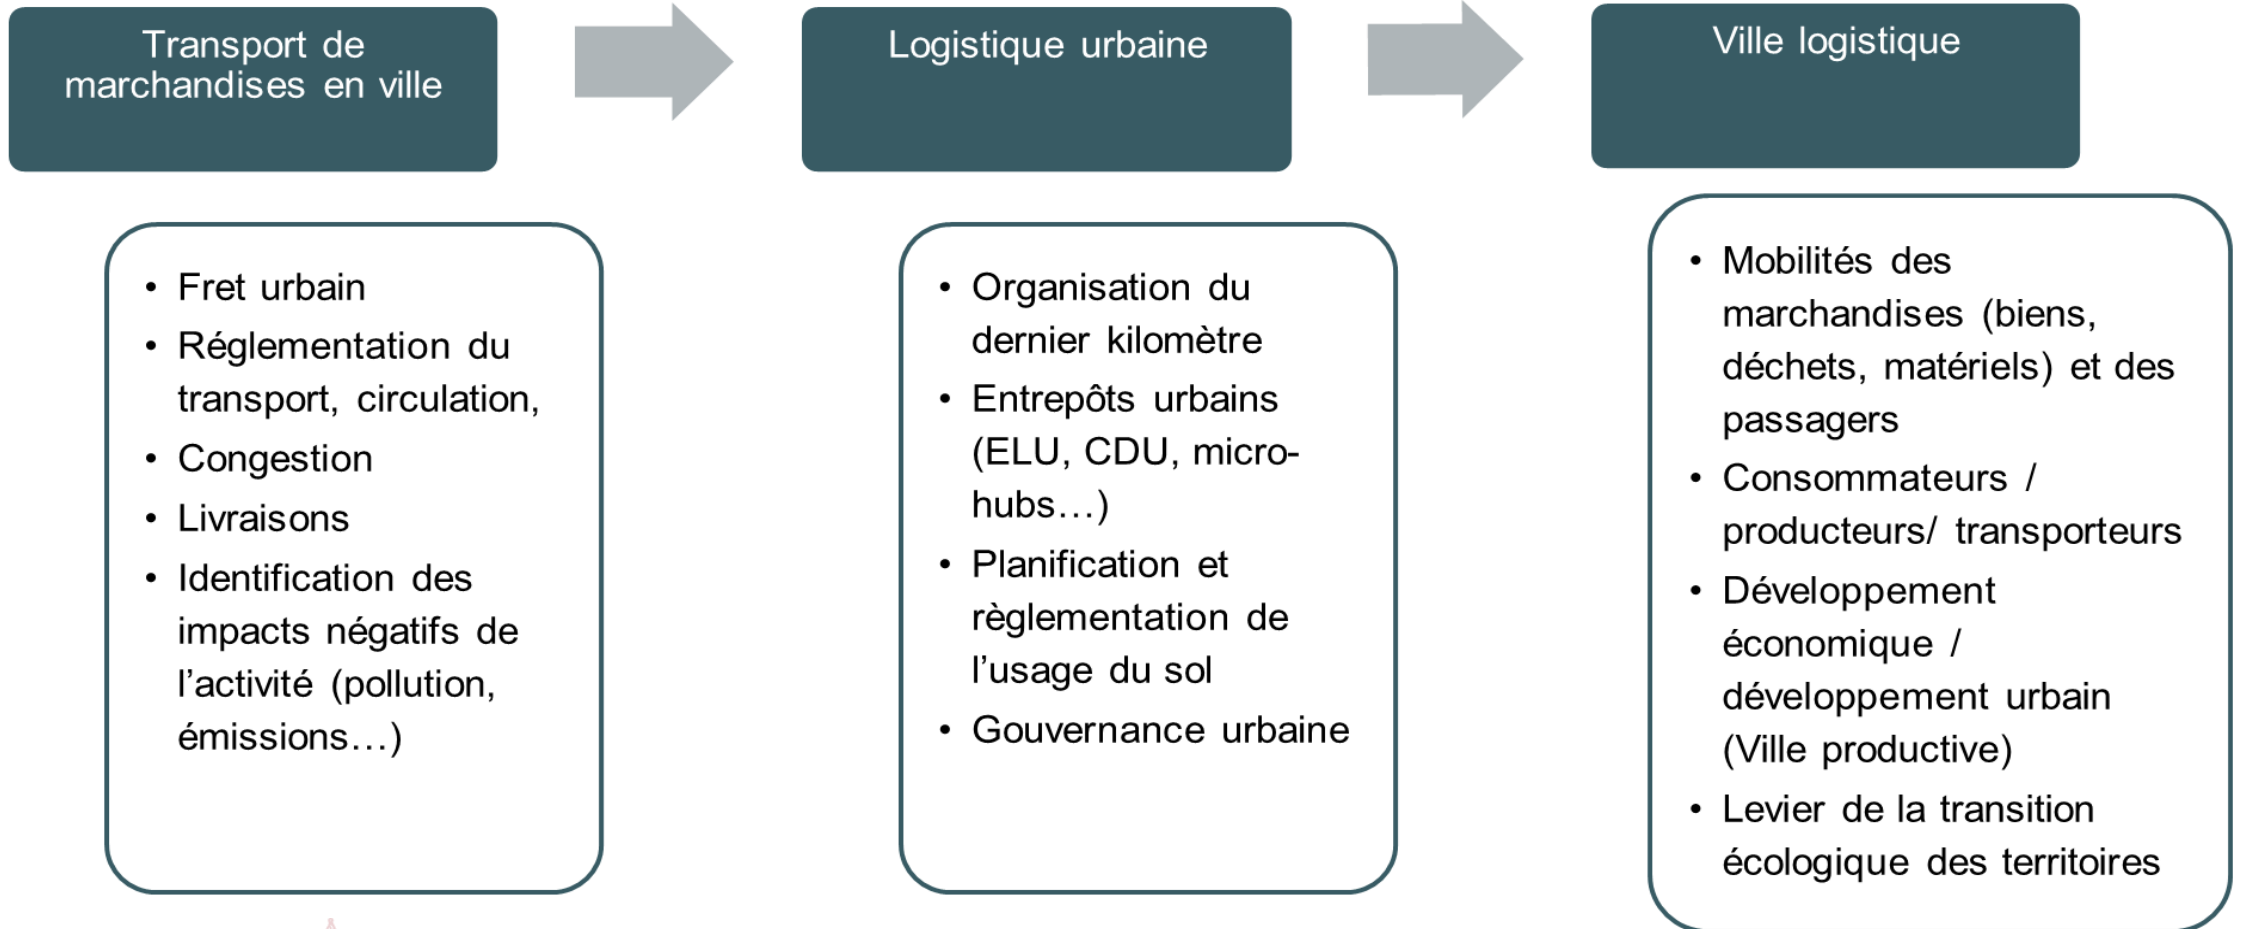 Transport de
marchandises en ville
• Fret urbain
• Réglementation du
transport, circulation,
• Congestion
• Livraisons
• Identification des
impacts négatifs de
l’activité (pollution,
émissions…)
Logistique urbaine
• Organisation du
dernier kilomètre
• Entrepôts urbains
(ELU, CDU, micro-
hubs…)
• Planification et
règlementation de
l’usage du sol
• Gouvernance urbaine
Ville logistique
• Mobilités des
marchandises (biens,
déchets, matériels) et des
passagers
• Consommateurs /
producteurs/ transporteurs
• Développement
économique /
développement urbain
(Ville productive)
• Levier de la transition
écologique des territoires